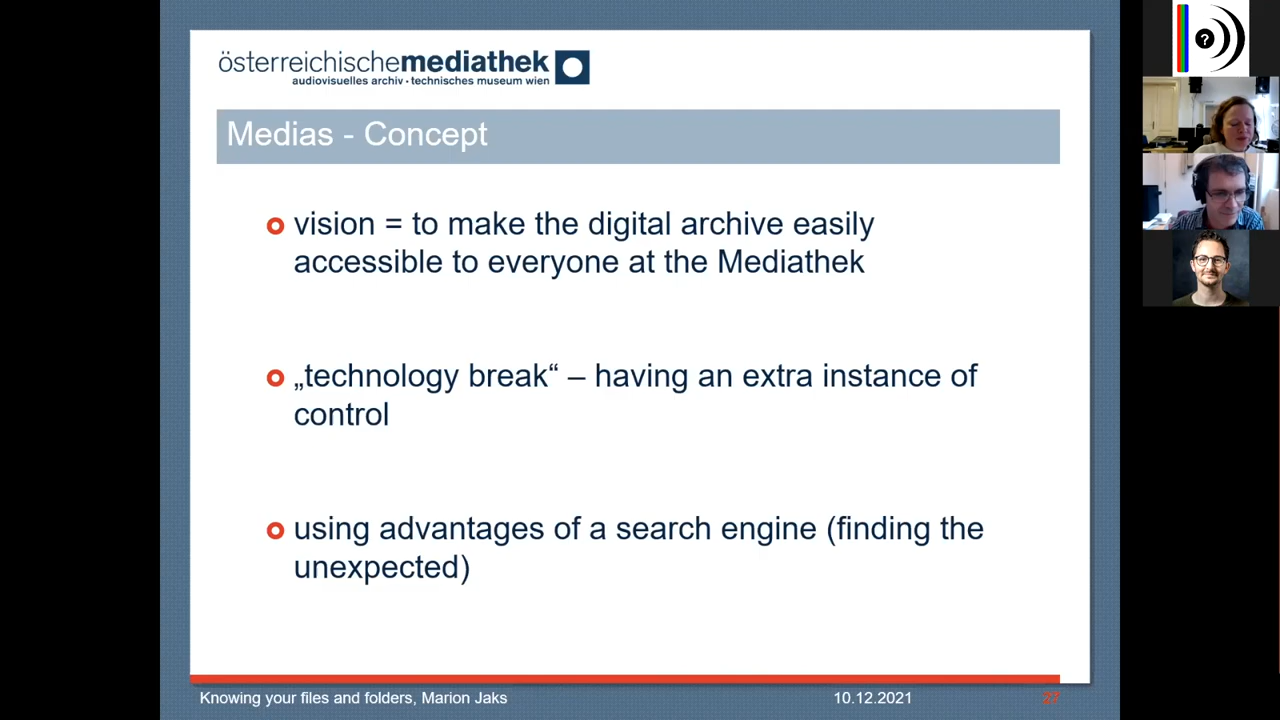 österreichischemediathek
audiovisuelles archiv · technisches museum wien
Medias - Concept
vision = to make the digital archive easily
accessible to everyone at the Mediathek
„technology break“ – having an extra instance of
control
using advantages of a search engine (finding the
unexpected)
Knowing your files and folders, Marion Jaks
10.12.2021
27
?